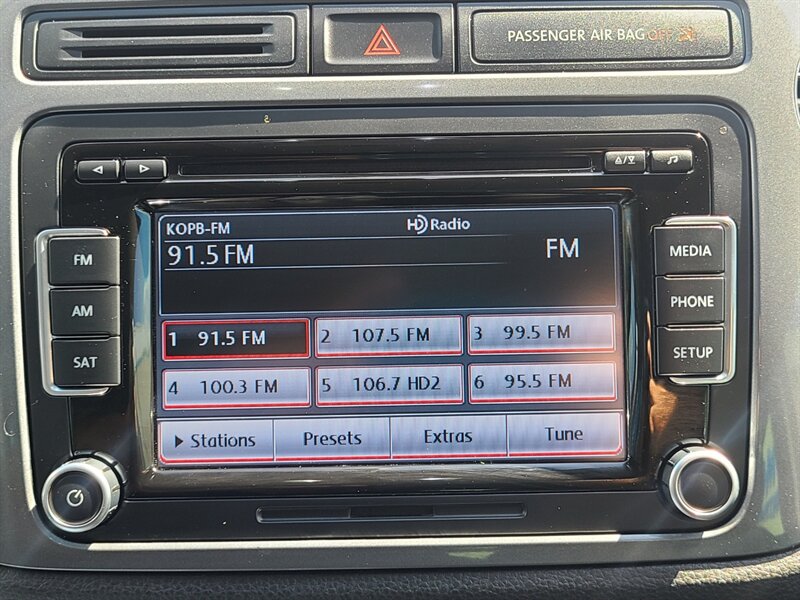 PASSENGER AIR BAG OFF
KOPB-FM
HD Radio
91.5 FM
FM
FM
AM
SAT
MEDIA
PHONE
SETUP
1 91.5 FM
2 107.5 FM
3 99.5 FM
4 100.3 FM
5 106.7 HD2
6 95.5 FM
Stations
Presets
Extras
Tune